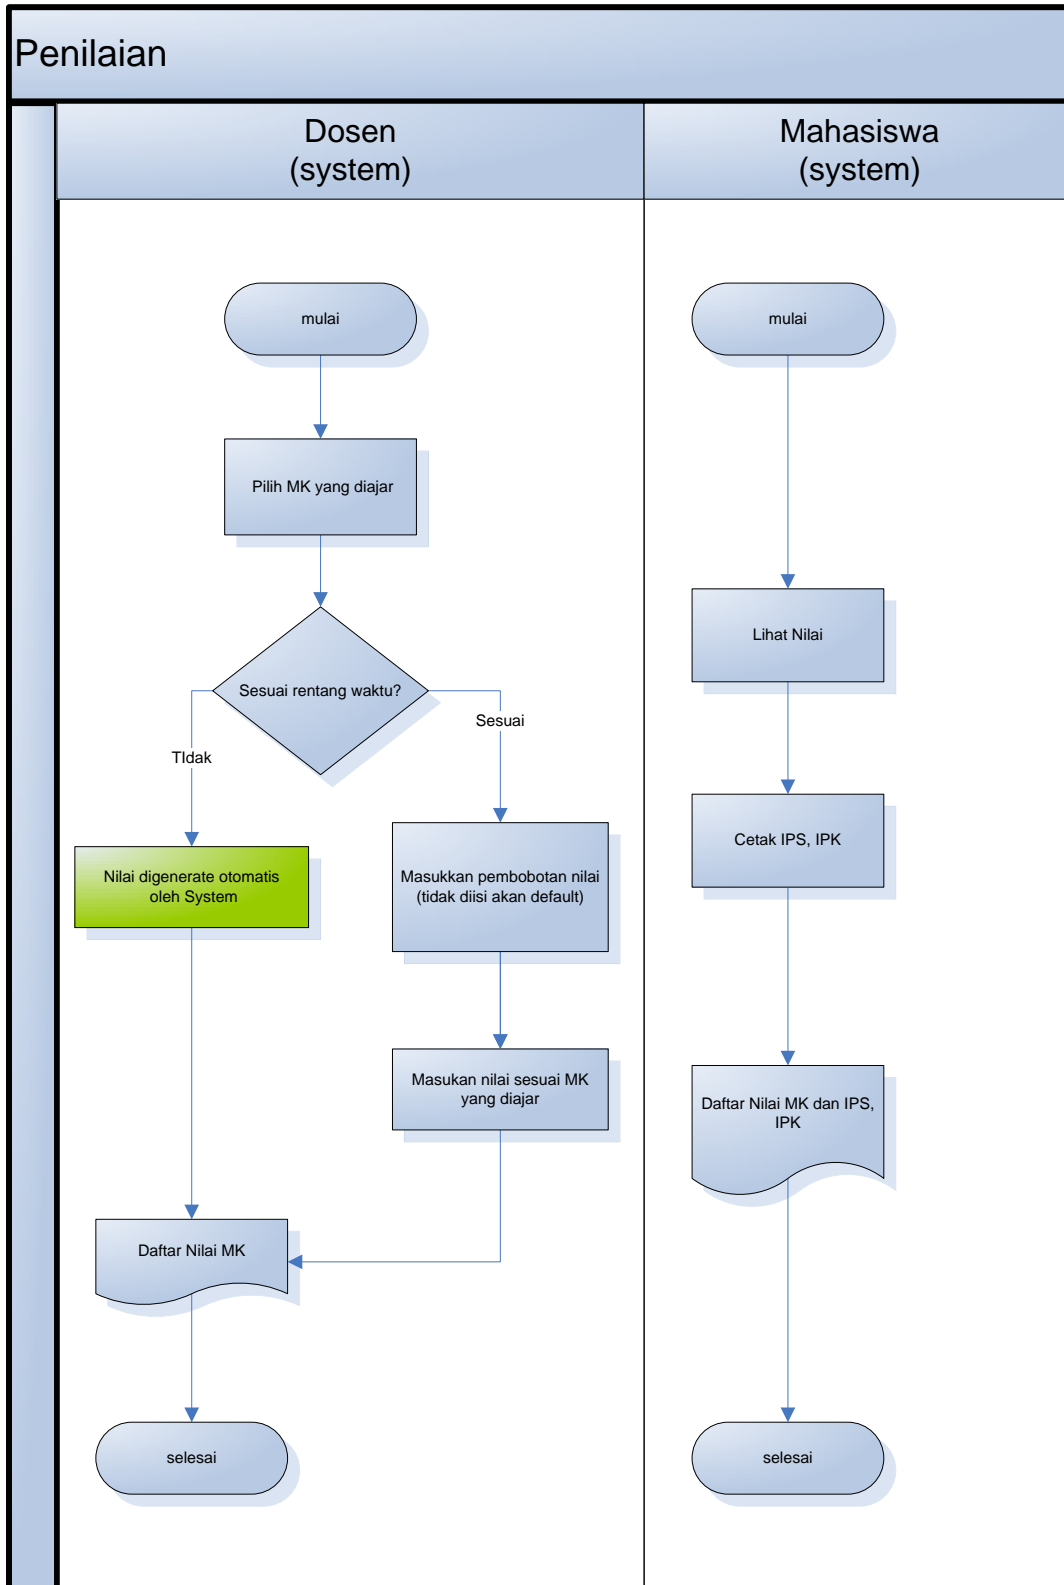 Penilaian
Dosen
(system)
Mahasiswa
(system)
mulai
Pilih MK yang diajar
Sesuai rentang waktu?
TIdak
Sesuai
Nilai digenerate otomatis
oleh System
Masukkan pembobotan nilai
(tidak diisi akan default)
Masukan nilai sesuai MK
yang diajar
Daftar Nilai MK
selesai
mulai
Lihat Nilai
Cetak IPS, IPK
Daftar Nilai MK dan IPS,
IPK
selesai